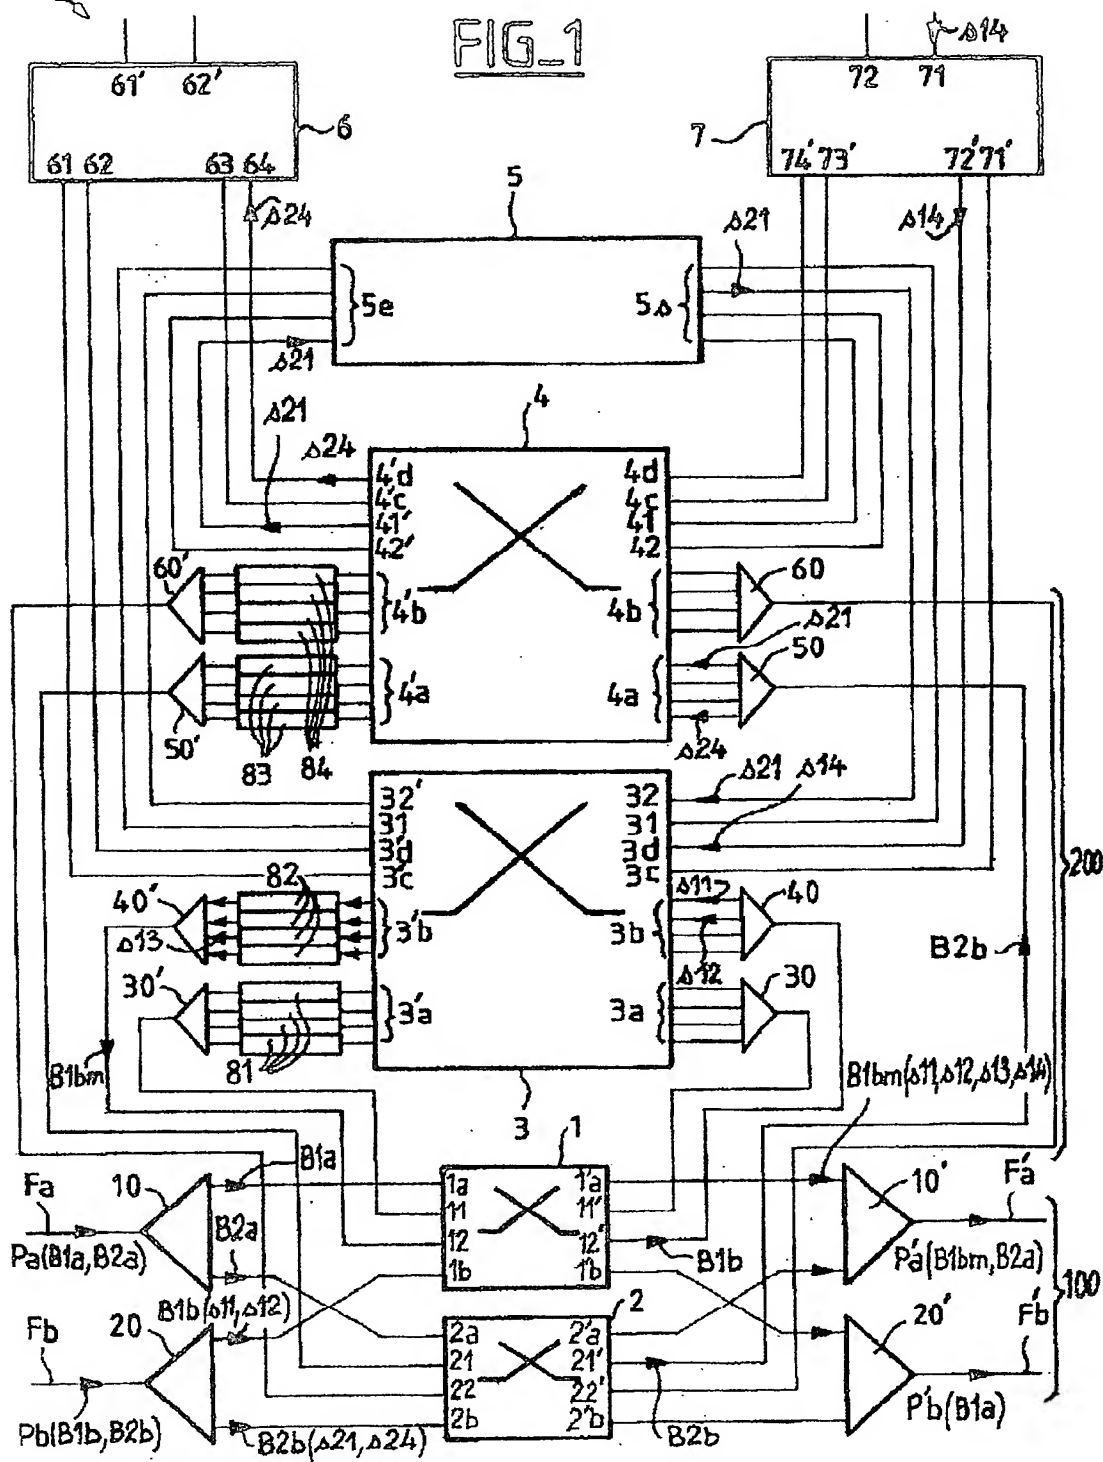 FIG_1
s14
61' 62'
72 71
6
7
61 62 63 64
74' 73' 72' 71'
s24
5
s21
s14
5e
5s
s21
s21
s24
4
4'd
4'c
41'
42'
4d
4c
41
42
60'
4'b
4b
60
s21
50
4'a
4a
50'
83 84
s24
s21 s14
32'
31
3'd
3'c
32
31
3d
3c
200
82
s11
40'
40
s13
3'b
3b
s12
B2b
30'
30
3'a
3a
81
B1bm
B1bm(s11,s12,s13,s14)
3
1
B1a
Fa
10
1a
11
12
1b
1'a
11'
12'
1'b
10'
F'a
B2a
B1b
Pa(B1a,B2a)
P'a(B1bm,B2a)
100
B1b(s11,s12)
2
F'b
Fb
20
2a
21
22
2b
2'a
21'
22'
2'b
20'
P'b(B1a)
Pb(B1b,B2b)
B2b(s21,s24)
B2b